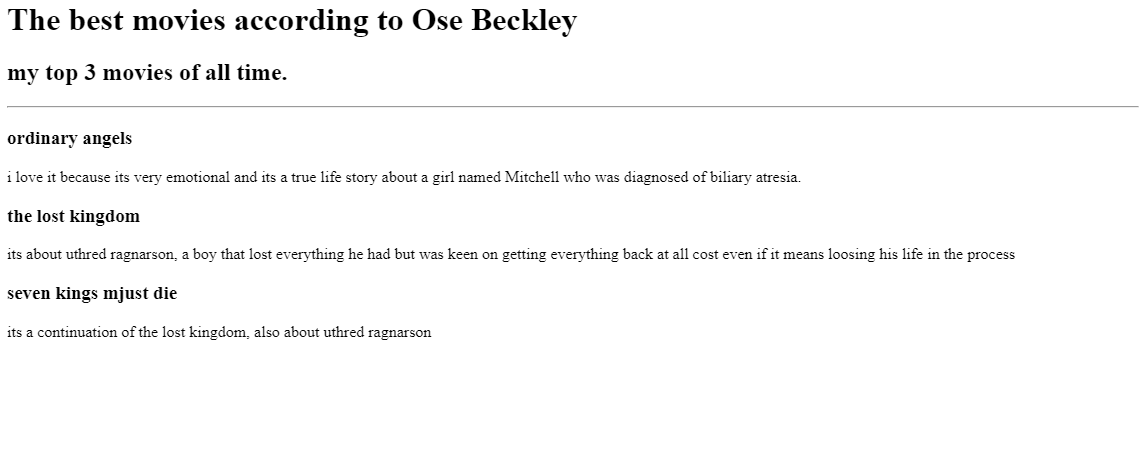 The best movies according to Ose Beckley
my top 3 movies of all time.
ordinary angels
i love it because its very emotional and its a true life story about a girl named Mitchell who was diagnosed of biliary atresia.
the lost kingdom
its about uthred ragnarson, a boy that lost everything he had but was keen on getting everything back at all cost even if it means loosing his life in the process
seven kings mjust die
its a continuation of the lost kingdom, also about uthred ragnarson